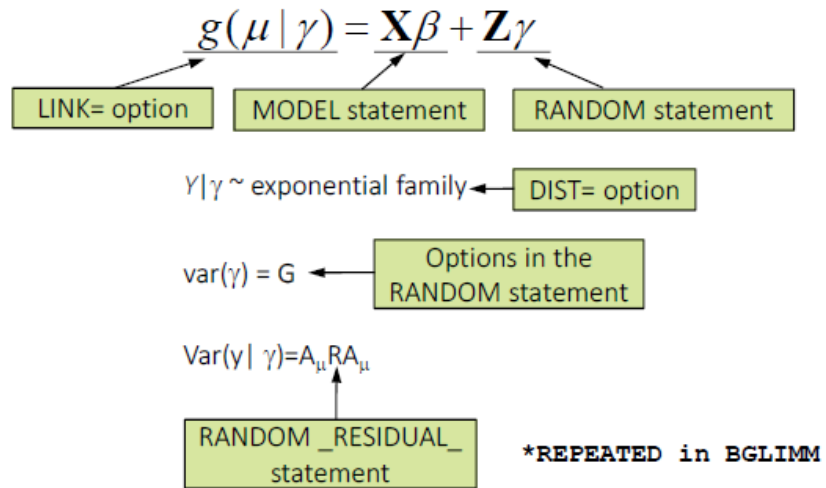 g(μ | γ) = Xβ + Zγ
LINK= option
MODEL statement
RANDOM statement
Y|γ ~ exponential family
DIST= option
var(γ) = G
Options in the
RANDOM statement
Var(y| γ)=AμRAμ
RANDOM _RESIDUAL_
statement
*REPEATED in BGLIMM